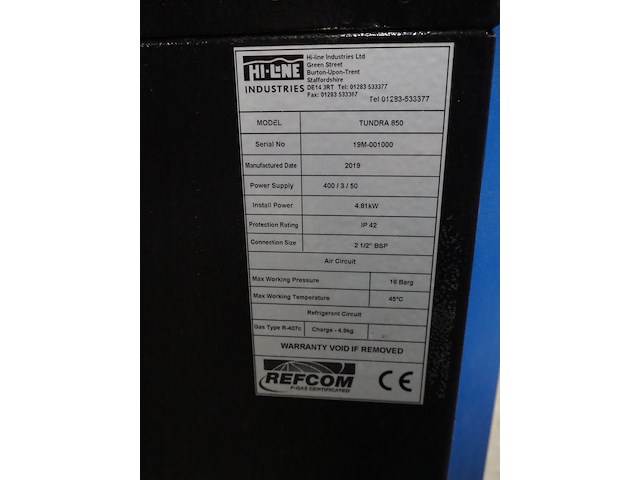 HI-LINE
INDUSTRIES
Hi-line Industries Ltd
Green Street
Burton-Upon-Trent
Staffordshire
DE14 3RT Tel: 01283 533377
Fax: 01283 533367
Tel 01283-533377
MODEL TUNDRA 850
Serial No 19M-001000
Manufactured Date 2019
Power Supply 400 / 3 / 50
Install Power 4.81kW
Protection Rating IP 42
Connection Size 2 1/2" BSP
Air Circuit
Max Working Pressure 16 Barg
Max Working Temperature 45°C
Refrigerant Circuit
Gas Type R-407c Charge - 4.9kg
WARRANTY VOID IF REMOVED
REFCOM
F-GAS CERTIFICATED
CE